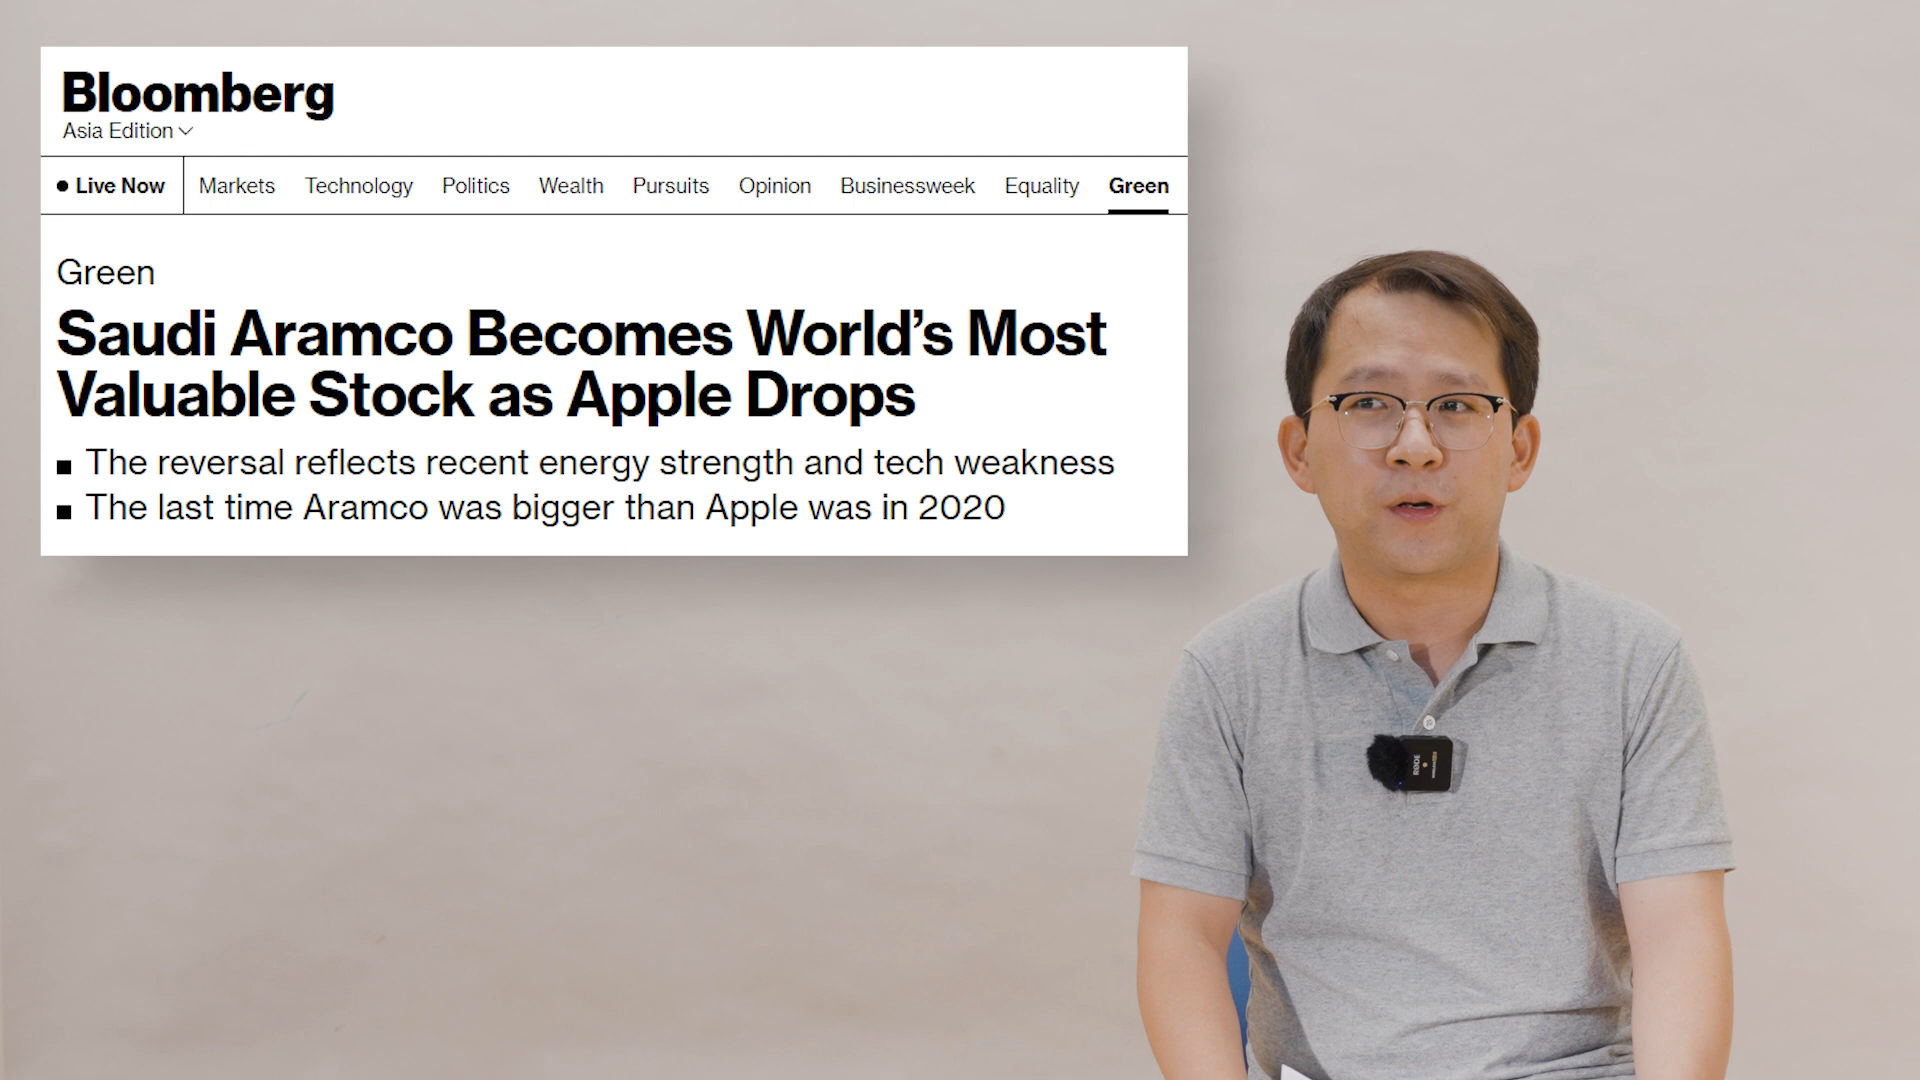 Bloomberg
Asia Edition
Live Now Markets Technology Politics Wealth Pursuits Opinion Businessweek Equality Green
Green
Saudi Aramco Becomes World’s Most
Valuable Stock as Apple Drops
The reversal reflects recent energy strength and tech weakness
The last time Aramco was bigger than Apple was in 2020
RØDE